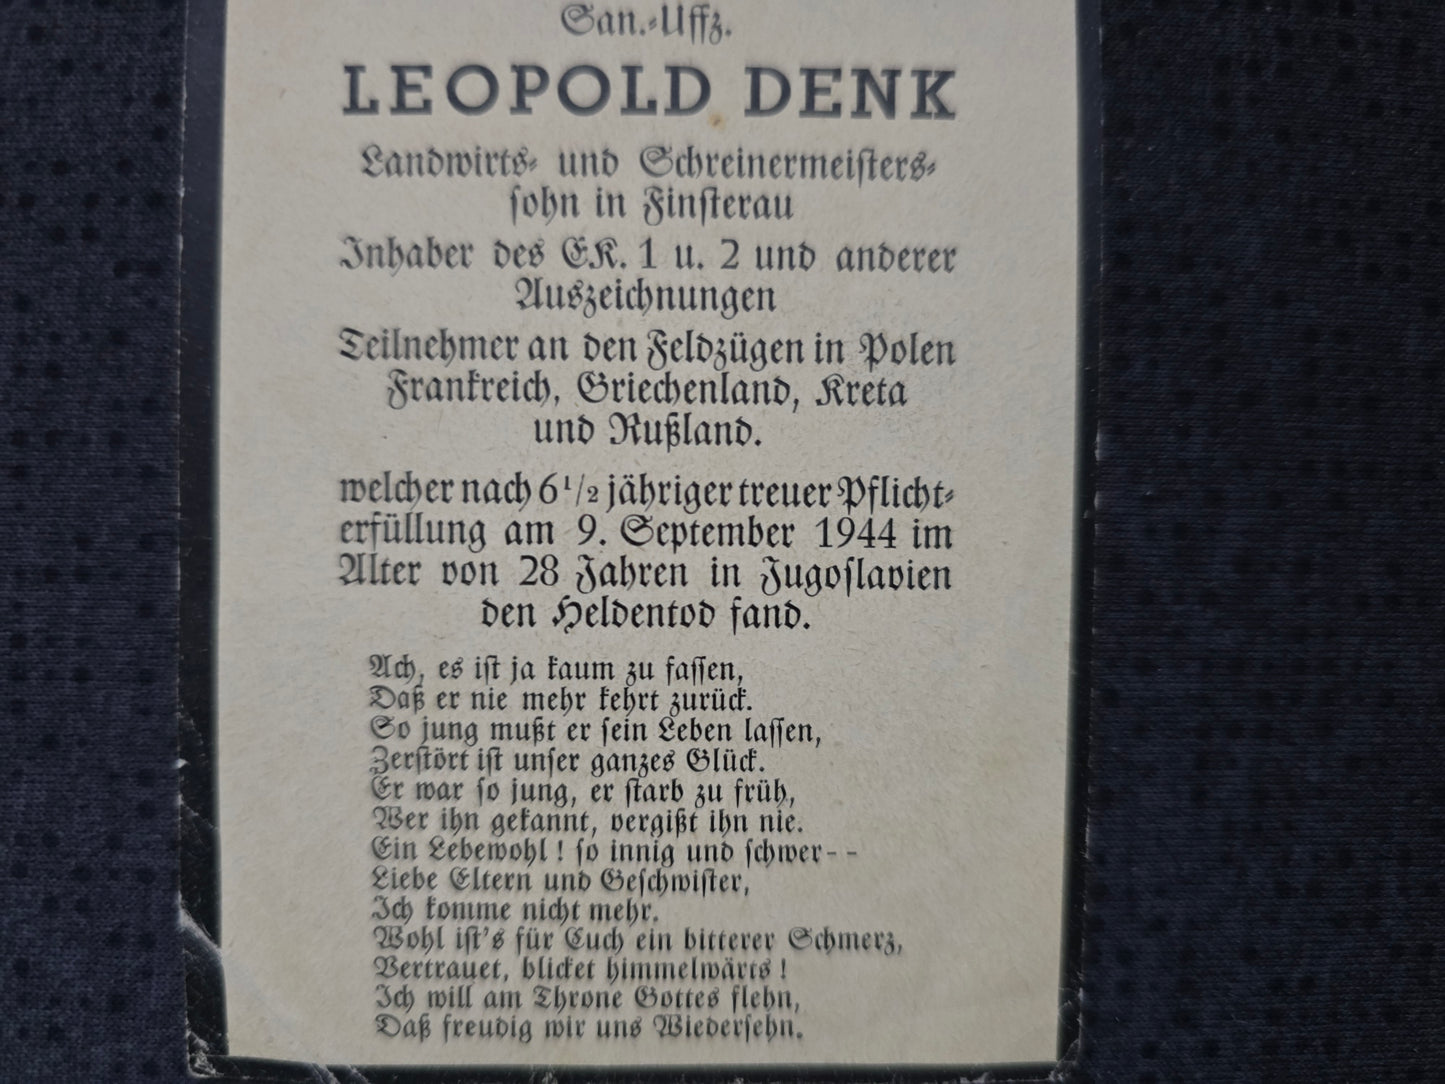 San.-Uffz.
LEOPOLD DENK
Landwirts- und Schreinermeisters-
sohn in Finsterau
Inhaber des EK. 1 u. 2 und anderer
Auszeichnungen
Teilnehmer an den Feldzügen in Polen
Frankreich, Griechenland, Kreta
und Rußland.
welcher nach 6 1/2 jähriger treuer Pflicht-
erfüllung am 9. September 1944 im
Alter von 28 Jahren in Jugoslavien
den Heldentod fand.
Ach, es ist ja kaum zu fassen,
Daß er nie mehr kehrt zurück.
So jung mußt er sein Leben lassen,
Zerstört ist unser ganzes Glück.
Er war so jung, er starb zu früh,
Wer ihn gekannt, vergißt ihn nie.
Ein Lebewohl! so innig und schwer--
Liebe Eltern und Geschwister,
Ich komme nicht mehr.
Wohl ist's für Euch ein bitterer Schmerz,
Vertrauet, blicket himmelwärts!
Ich will am Throne Gottes flehn,
Daß freudig wir uns Wiedersehn.